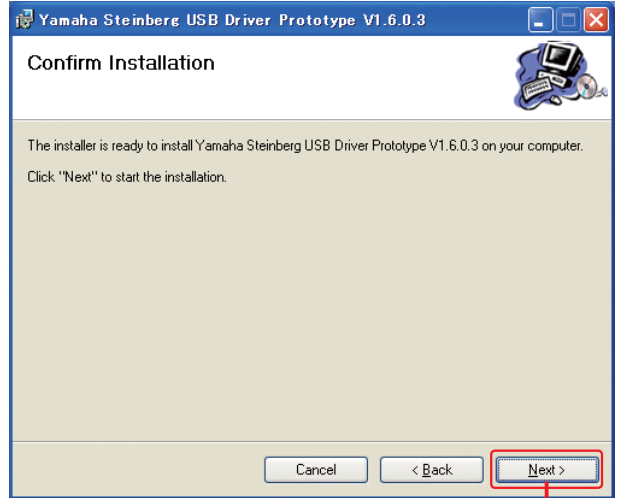 Yamaha Steinberg USB Driver Prototype V1.6.0.3
Confirm Installation
The installer is ready to install Yamaha Steinberg USB Driver Prototype V1.6.0.3 on your computer.
Click "Next" to start the installation.
Cancel
< Back
Next >